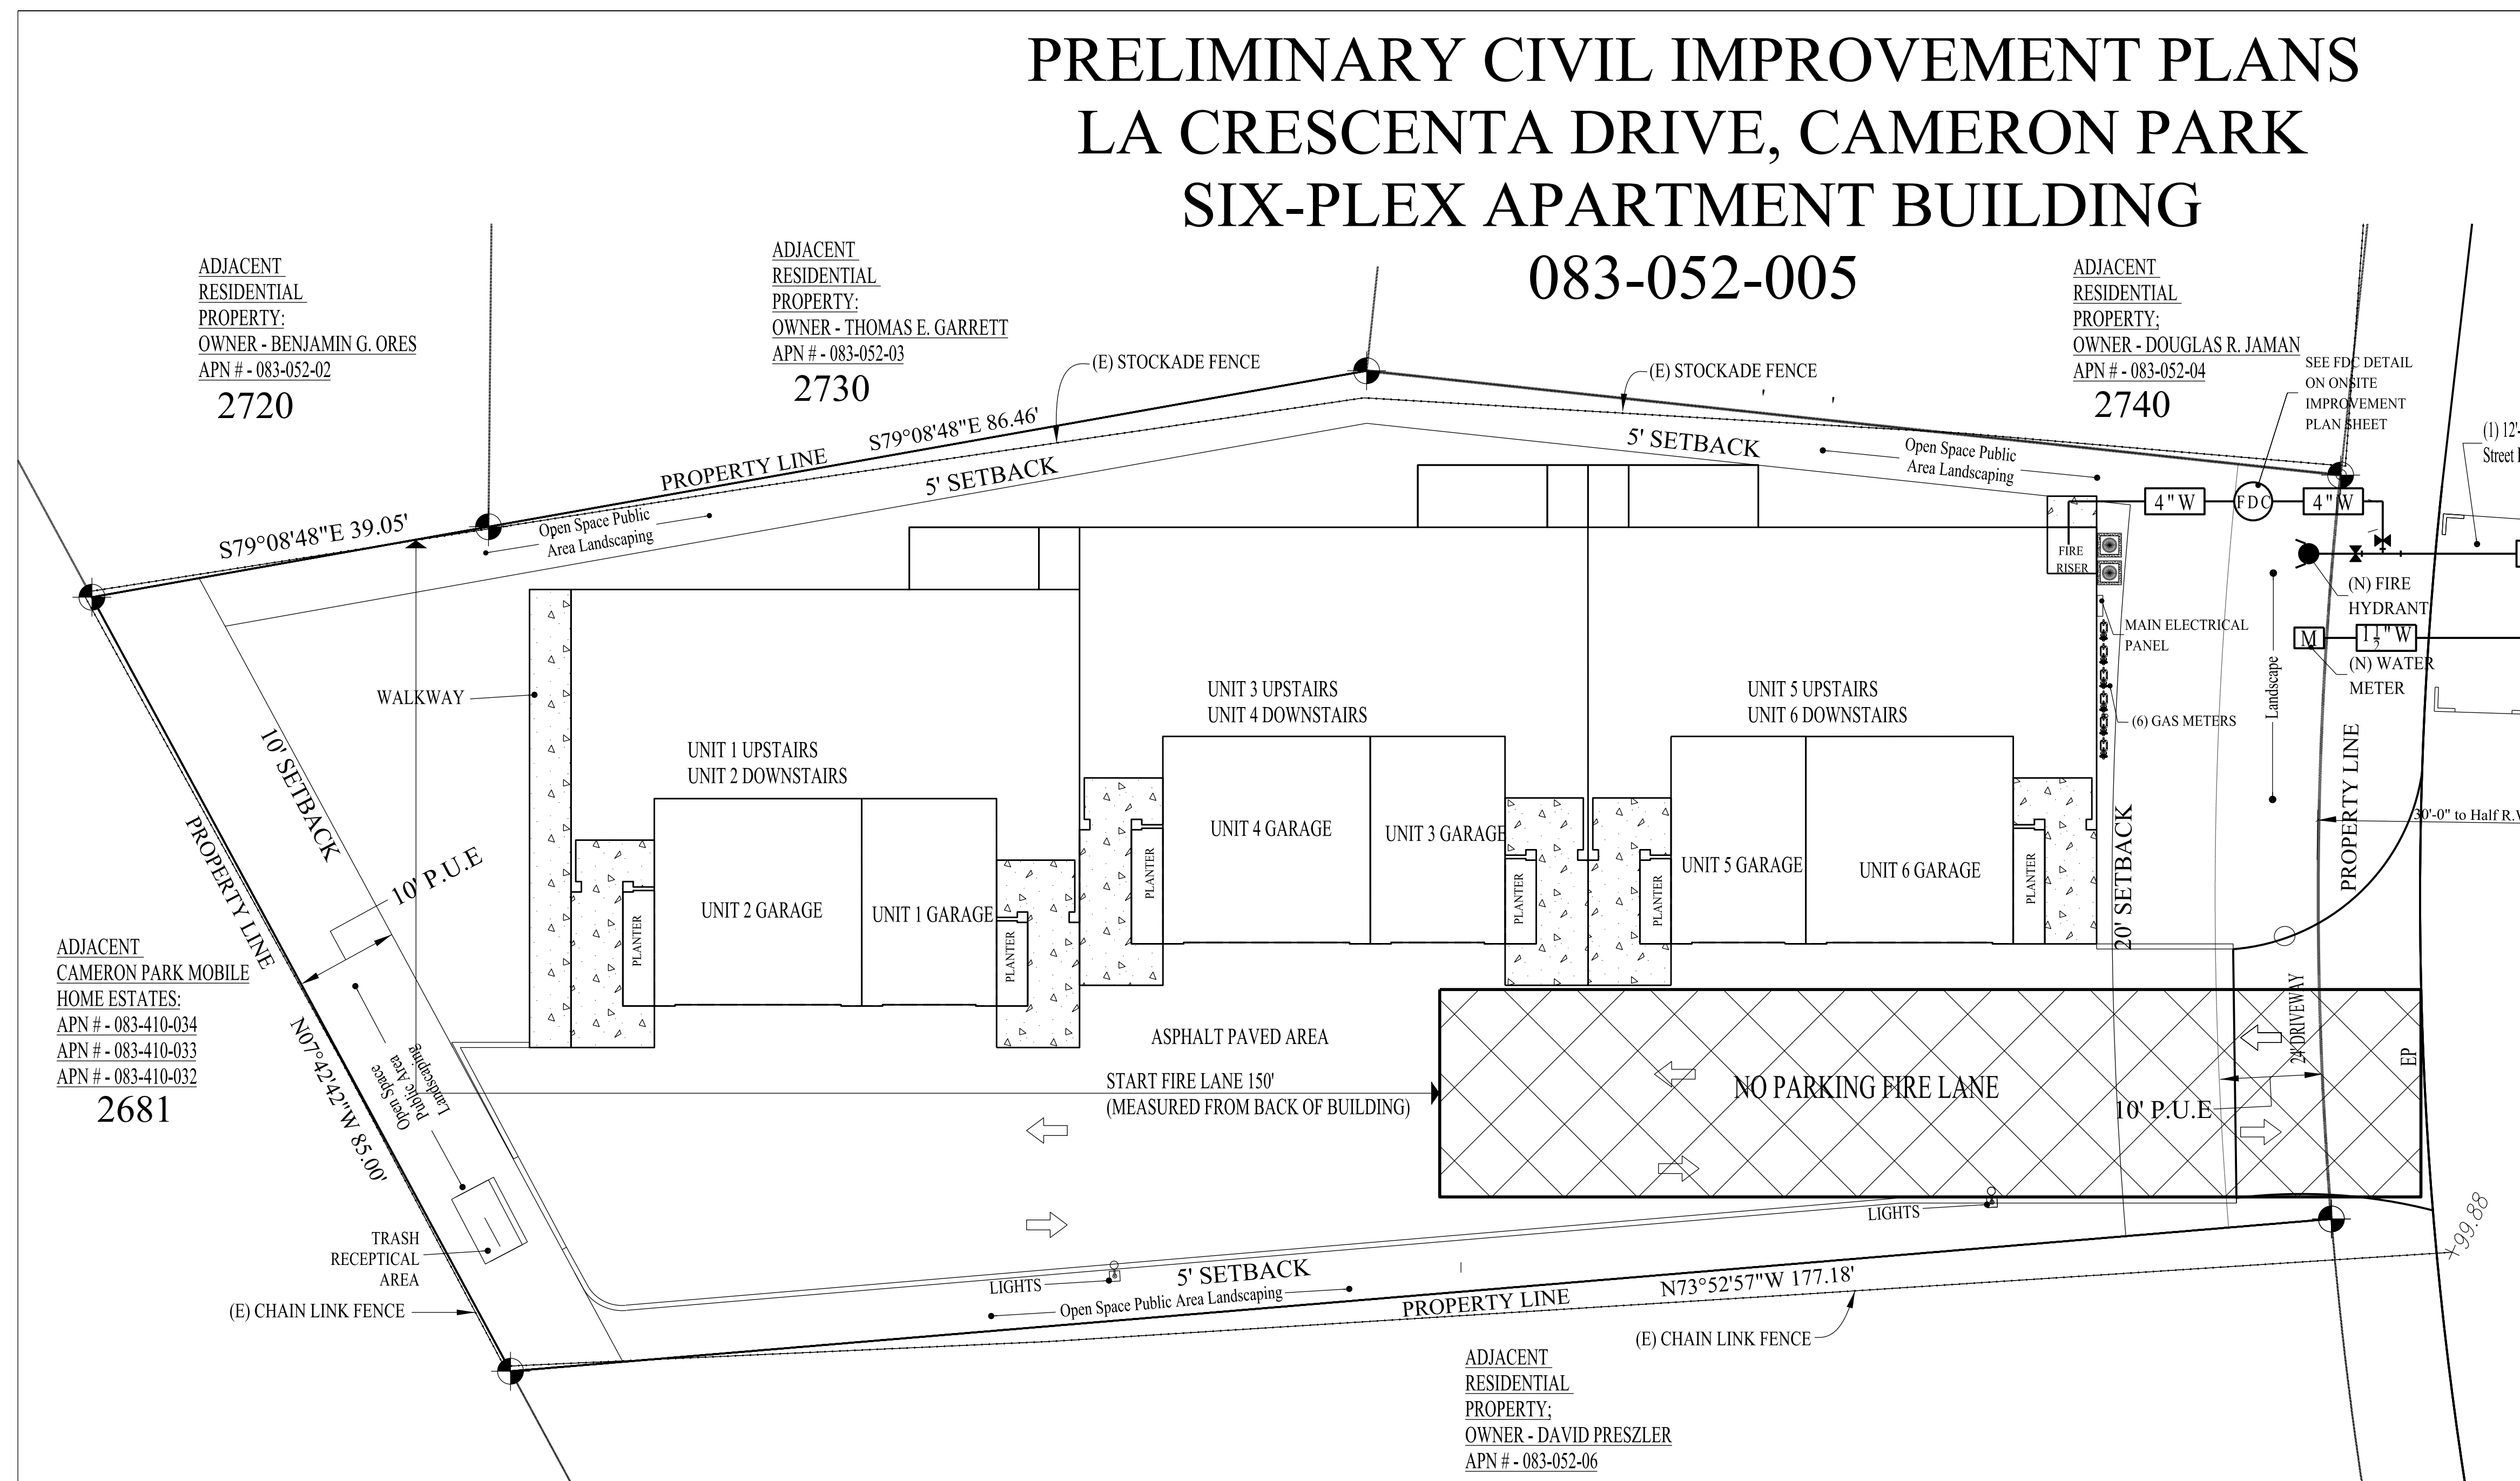 PRELIMINARY CIVIL IMPROVEMENT PLANS
LA CRESCENTA DRIVE, CAMERON PARK
SIX-PLEX APARTMENT BUILDING
083-052-005
ADJACENT
RESIDENTIAL
PROPERTY:
OWNER - BENJAMIN G. ORES
APN # - 083-052-02
2720
ADJACENT
RESIDENTIAL
PROPERTY:
OWNER - THOMAS E. GARRETT
APN # - 083-052-03
2730
(E) STOCKADE FENCE
(E) STOCKADE FENCE
ADJACENT
RESIDENTIAL
PROPERTY;
OWNER - DOUGLAS R. JAMAN
APN # - 083-052-04
2740
SEE FDC DETAIL
ON ONSITE
IMPROVEMENT
PLAN SHEET
(1) 12'-
Street
S79°08'48"E 39.05'
PROPERTY LINE
S79°08'48"E 86.46'
5' SETBACK
5' SETBACK
Open Space Public
Area Landscaping
Open Space Public
Area Landscaping
4" W
FDC
4" W
FIRE
RISER
(N) FIRE
HYDRANT
MAIN ELECTRICAL
PANEL
M
1 1/2" W
(N) WATER
METER
(6) GAS METERS
Landscape
PROPERTY LINE
30'-0" to Half R.W
20' SETBACK
WALKWAY
10' SETBACK
PROPERTY LINE
10' P.U.E
UNIT 1 UPSTAIRS
UNIT 2 DOWNSTAIRS
UNIT 3 UPSTAIRS
UNIT 4 DOWNSTAIRS
UNIT 5 UPSTAIRS
UNIT 6 DOWNSTAIRS
UNIT 2 GARAGE
UNIT 1 GARAGE
UNIT 4 GARAGE
UNIT 3 GARAGE
UNIT 5 GARAGE
UNIT 6 GARAGE
PLANTER
PLANTER
PLANTER
PLANTER
PLANTER
PLANTER
ADJACENT
CAMERON PARK MOBILE
HOME ESTATES:
APN # - 083-410-034
APN # - 083-410-033
APN # - 083-410-032
2681
N07°42'42"W 85.00'
Open Space
Public Area
Landscaping
ASPHALT PAVED AREA
START FIRE LANE 150'
(MEASURED FROM BACK OF BUILDING)
NO PARKING FIRE LANE
24' DRIVEWAY
EP
10' P.U.E
TRASH
RECEPTICAL
AREA
(E) CHAIN LINK FENCE
LIGHTS
LIGHTS
5' SETBACK
Open Space Public Area Landscaping
PROPERTY LINE
N73°52'57"W 177.18'
(E) CHAIN LINK FENCE
+99.88
ADJACENT
RESIDENTIAL
PROPERTY;
OWNER - DAVID PRESZLER
APN # - 083-052-06